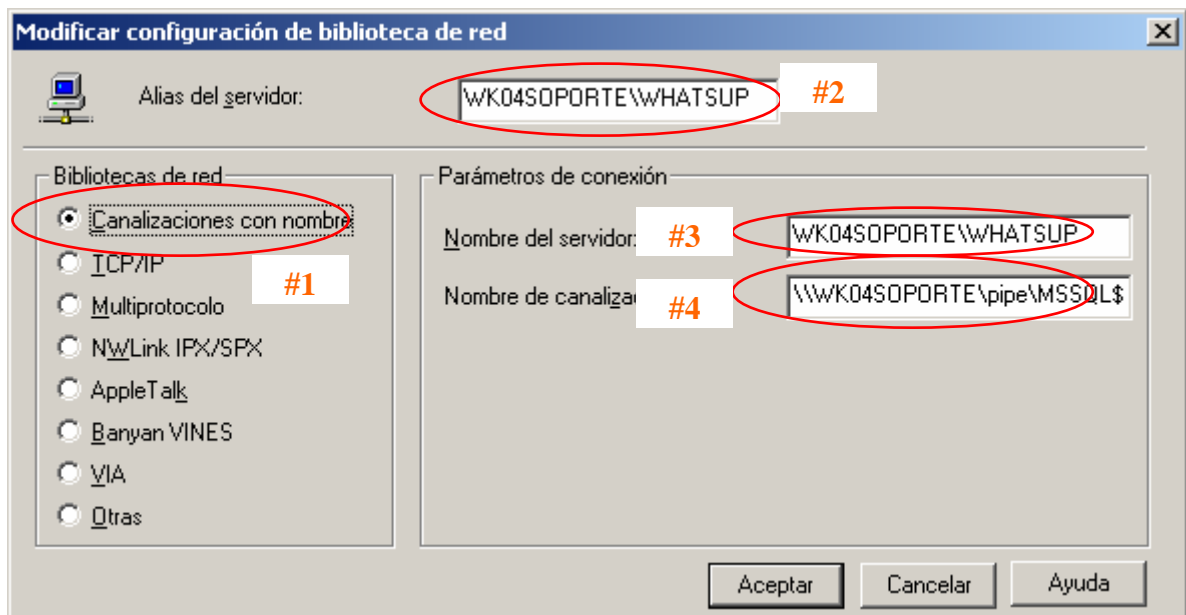 Modificar configuración de biblioteca de red
Alias del servidor: WK04SOPORTE\WHATSUP #2
Bibliotecas de red
Canalizaciones con nombre
#1
TCP/IP
Multiprotocolo
NWLink IPX/SPX
AppleTalk
Banyan VINES
VIA
Otras
Parámetros de conexión
Nombre del servidor: #3 WK04SOPORTE\WHATSUP
Nombre de canaliza #4 \\WK04SOPORTE\pipe\MSSQL$
Aceptar Cancelar Ayuda